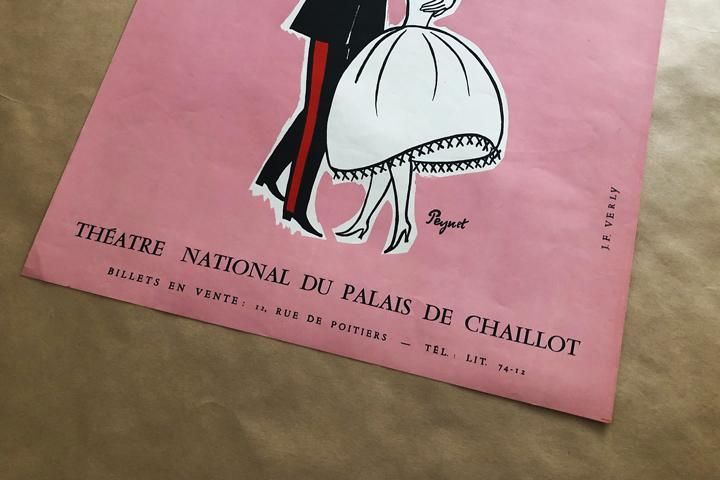 Peynet
J.F. VERLY
THÉATRE NATIONAL DU PALAIS DE CHAILLOT
BILLETS EN VENTE : 12, RUE DE POITIERS — TÉL. : LIT. 74-12